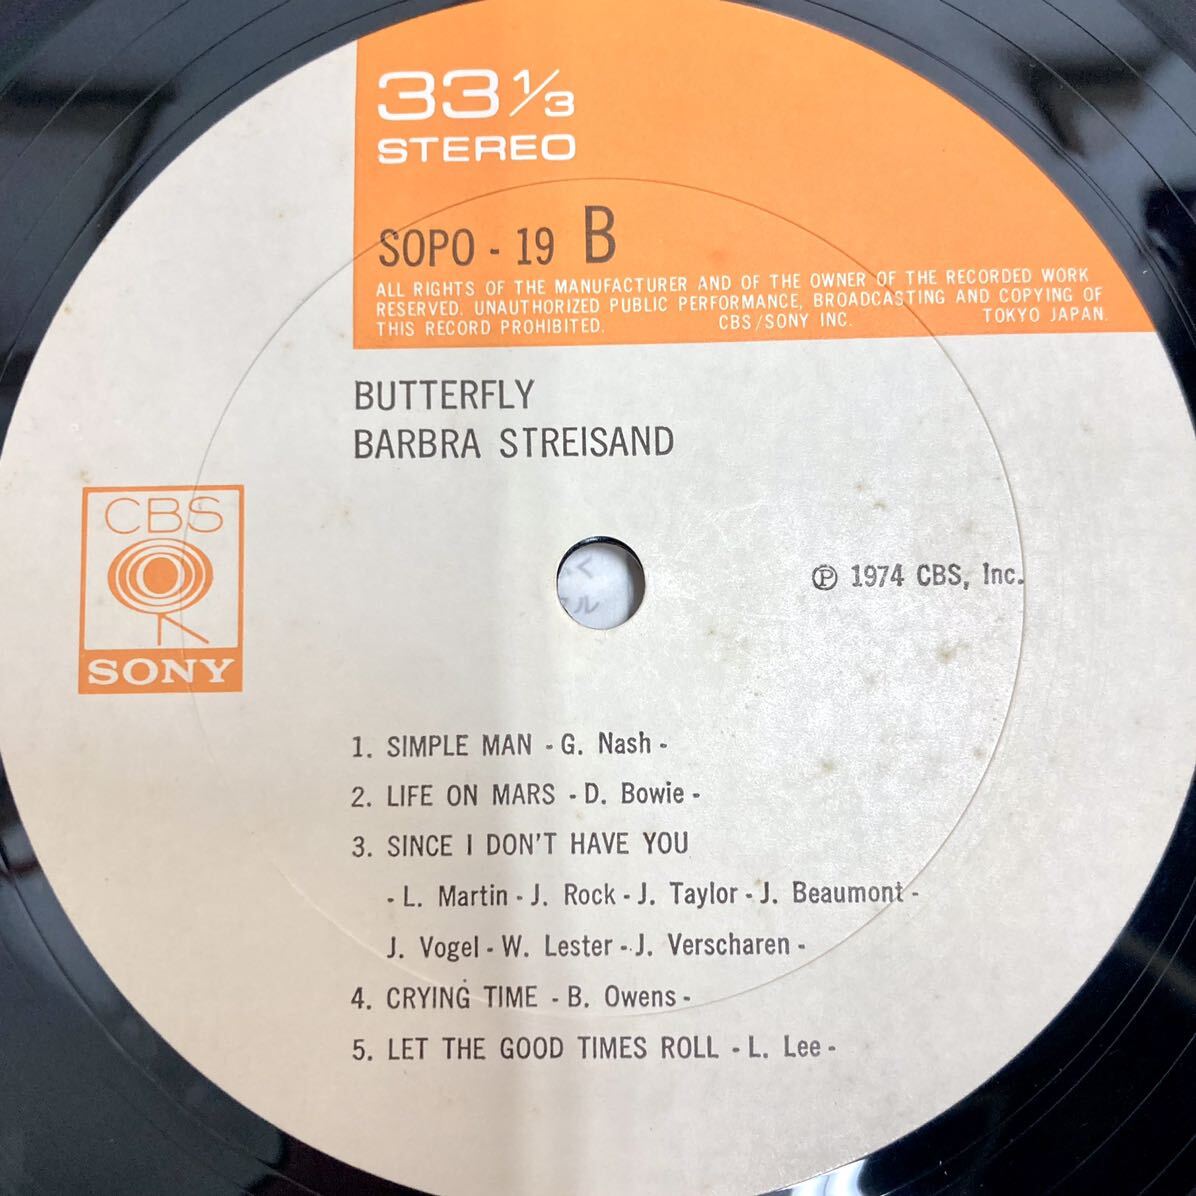 33 1/3
STEREO
SOPO - 19 B
ALL RIGHTS OF THE MANUFACTURER AND OF THE OWNER OF THE RECORDED WORK
RESERVED. UNAUTHORIZED PUBLIC PERFORMANCE, BROADCASTING AND COPYING OF
THIS RECORD PROHIBITED. CBS/SONY INC. TOKYO JAPAN.
BUTTERFLY
BARBRA STREISAND
CBS
SONY
℗ 1974 CBS, Inc.
1. SIMPLE MAN - G. Nash -
2. LIFE ON MARS - D. Bowie -
3. SINCE I DON'T HAVE YOU
- L. Martin - J. Rock - J. Taylor - J. Beaumont -
J. Vogel - W. Lester - J. Verscharen -
4. CRYING TIME - B. Owens -
5. LET THE GOOD TIMES ROLL - L. Lee -